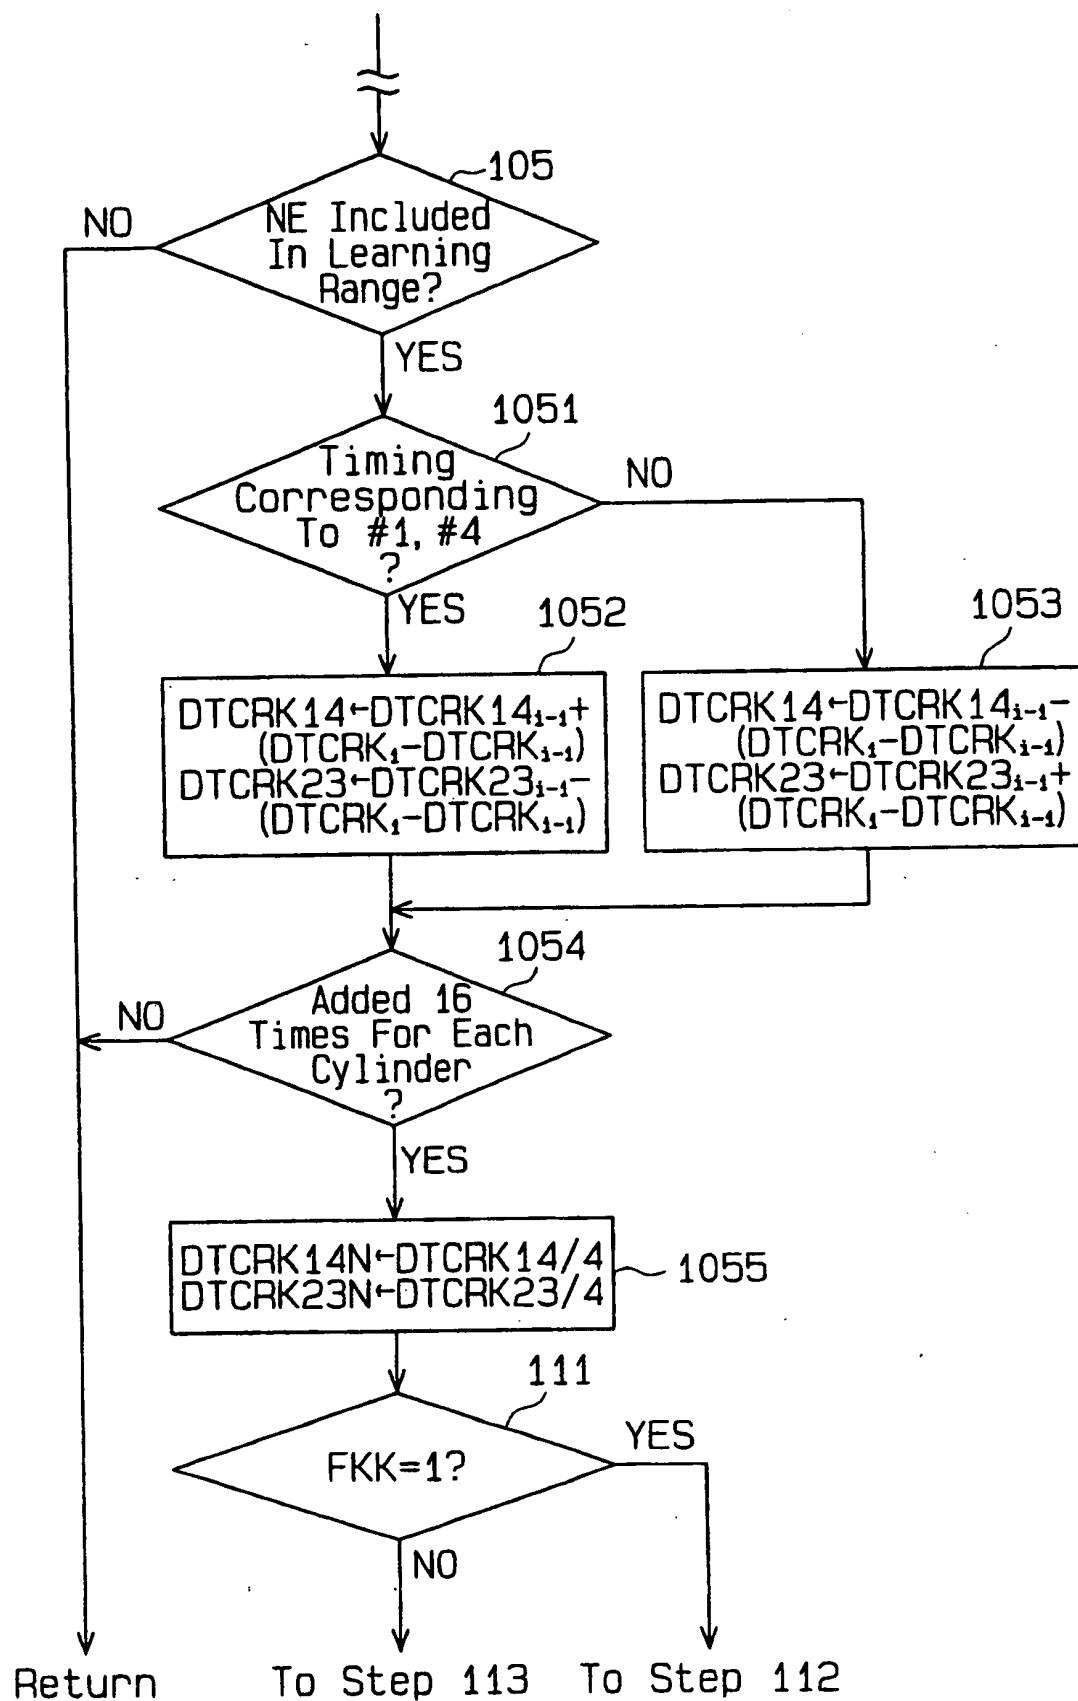 105
NO
NE Included
In Learning
Range?
YES
1051
Timing
Corresponding
To #1, #4
?
NO
YES
1052
1053
DTCRK14←DTCRK14i-1+
(DTCRKi-DTCRKi-1)
DTCRK23←DTCRK23i-1-
(DTCRKi-DTCRKi-1)
DTCRK14←DTCRK14i-1-
(DTCRKi-DTCRKi-1)
DTCRK23←DTCRK23i-1+
(DTCRKi-DTCRKi-1)
1054
NO
Added 16
Times For Each
Cylinder
?
YES
DTCRK14N←DTCRK14/4
DTCRK23N←DTCRK23/4
1055
111
FKK=1?
YES
NO
Return
To Step 113
To Step 112